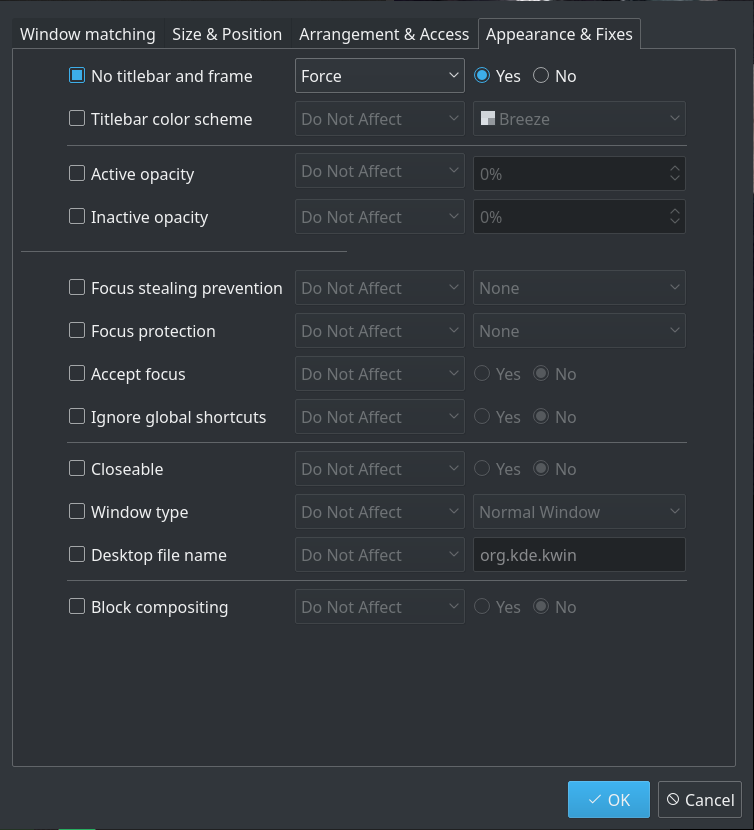 Window matching Size & Position Arrangement & Access Appearance & Fixes
No titlebar and frame Force Yes No
Titlebar color scheme Do Not Affect Breeze
Active opacity Do Not Affect 0%
Inactive opacity Do Not Affect 0%
Focus stealing prevention Do Not Affect None
Focus protection Do Not Affect None
Accept focus Do Not Affect Yes No
Ignore global shortcuts Do Not Affect Yes No
Closeable Do Not Affect Yes No
Window type Do Not Affect Normal Window
Desktop file name Do Not Affect org.kde.kwin
Block compositing Do Not Affect Yes No
OK Cancel